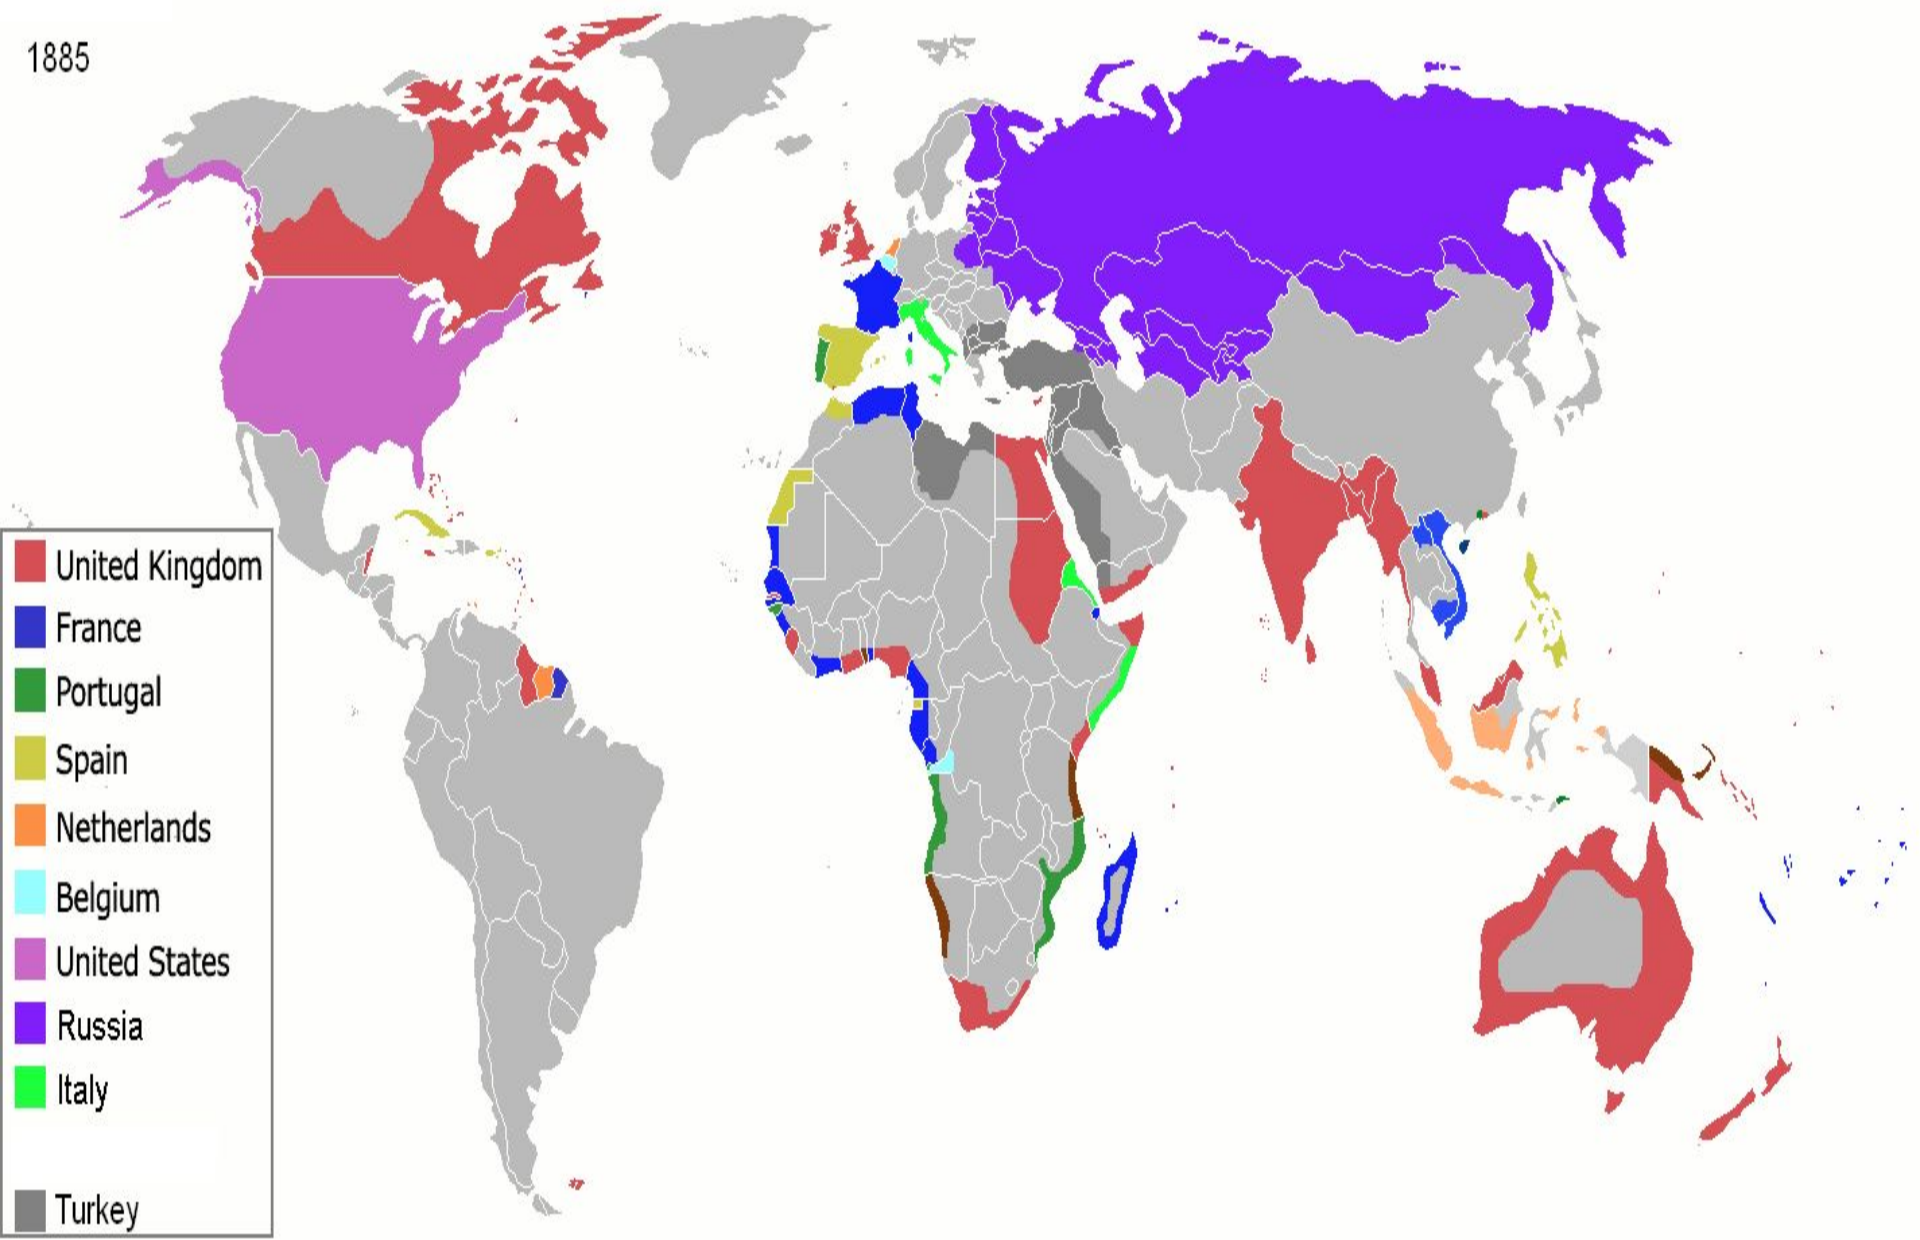 1885
United Kingdom
France
Portugal
Spain
Netherlands
Belgium
United States
Russia
Italy
Turkey